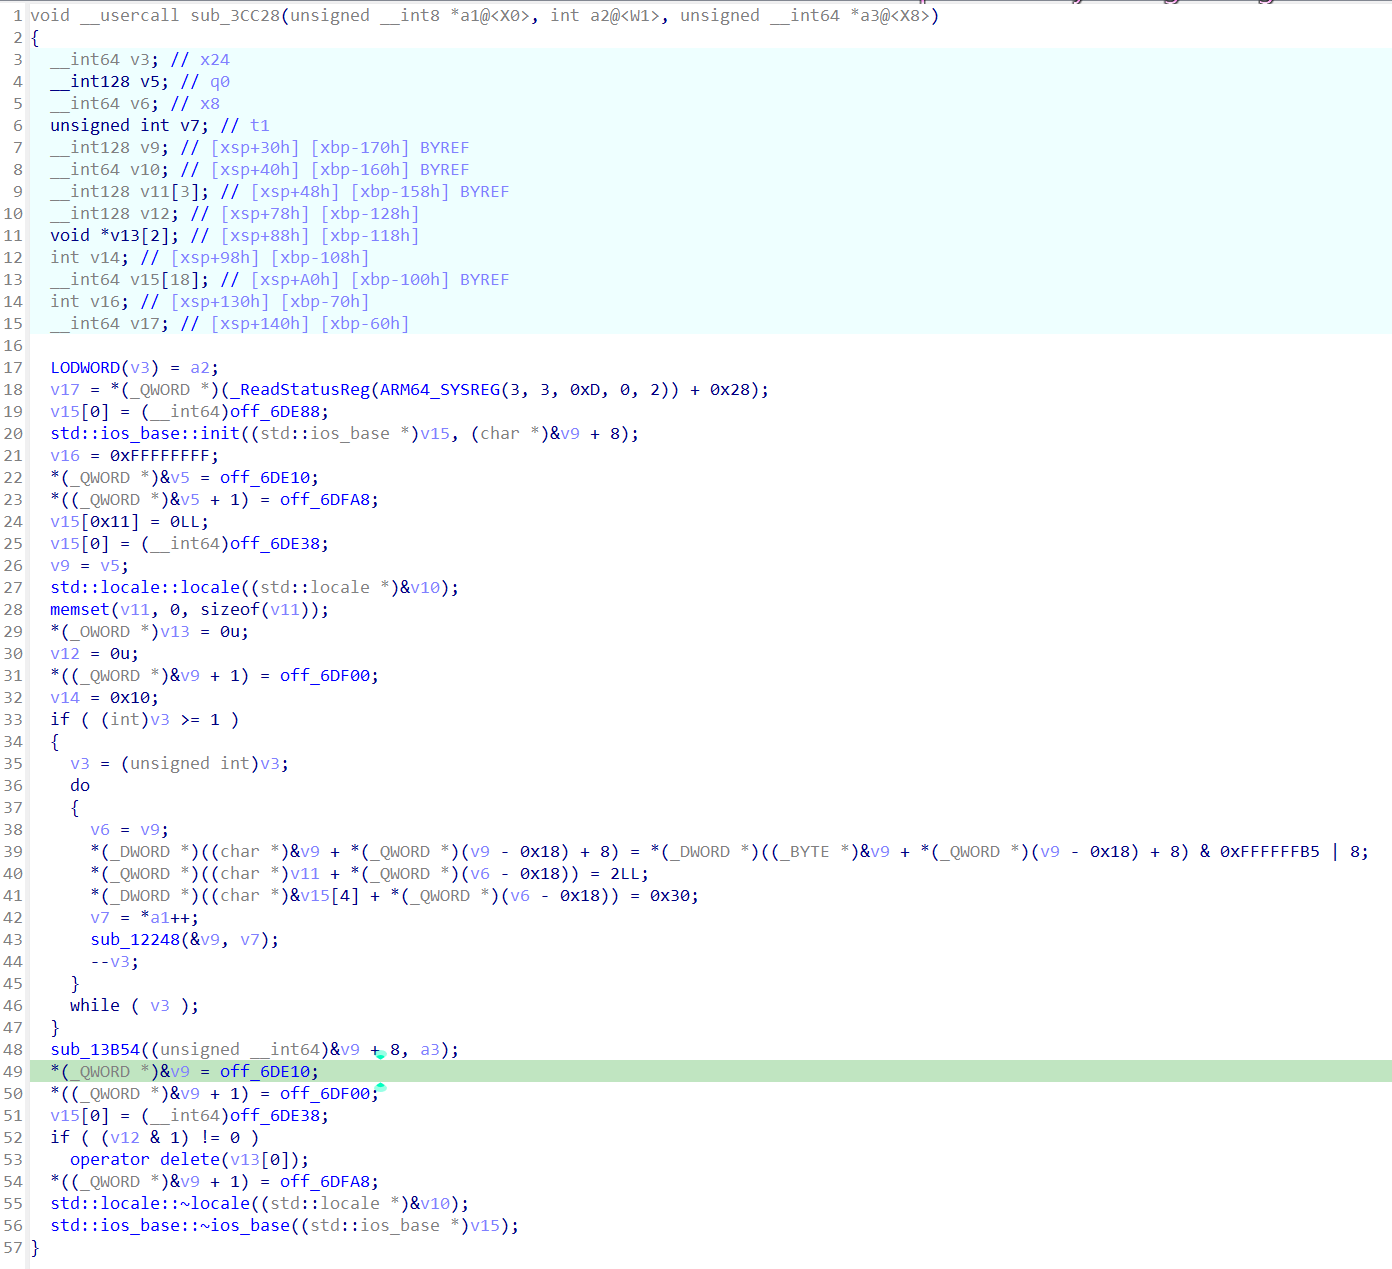 1 void __usercall sub_3CC28(unsigned __int8 *a1@<X0>, int a2@<W1>, unsigned __int64 *a3@<X8>)
2 {
3   __int64 v3; // x24
4   __int128 v5; // q0
5   __int64 v6; // x8
6   unsigned int v7; // t1
7   __int128 v9; // [xsp+30h] [xbp-170h] BYREF
8   __int64 v10; // [xsp+40h] [xbp-160h] BYREF
9   __int128 v11[3]; // [xsp+48h] [xbp-158h] BYREF
10   __int128 v12; // [xsp+78h] [xbp-128h]
11   void *v13[2]; // [xsp+88h] [xbp-118h]
12   int v14; // [xsp+98h] [xbp-108h]
13   __int64 v15[18]; // [xsp+A0h] [xbp-100h] BYREF
14   int v16; // [xsp+130h] [xbp-70h]
15   __int64 v17; // [xsp+140h] [xbp-60h]
16
17   LODWORD(v3) = a2;
18   v17 = *(_QWORD *)(_ReadStatusReg(ARM64_SYSREG(3, 3, 0xD, 0, 2)) + 0x28);
19   v15[0] = (__int64)off_6DE88;
20   std::ios_base::init((std::ios_base *)v15, (char *)&v9 + 8);
21   v16 = 0xFFFFFFFF;
22   *(_QWORD *)&v5 = off_6DE10;
23   *((_QWORD *)&v5 + 1) = off_6DFA8;
24   v15[0x11] = 0LL;
25   v15[0] = (__int64)off_6DE38;
26   v9 = v5;
27   std::locale::locale((std::locale *)&v10);
28   memset(v11, 0, sizeof(v11));
29   *(_OWORD *)v13 = 0u;
30   v12 = 0u;
31   *((_QWORD *)&v9 + 1) = off_6DF00;
32   v14 = 0x10;
33   if ( (int)v3 >= 1 )
34   {
35     v3 = (unsigned int)v3;
36     do
37     {
38       v6 = v9;
39       *(_DWORD *)((char *)&v9 + *(_QWORD *)(v9 - 0x18) + 8) = *(_DWORD *)((_BYTE *)&v9 + *(_QWORD *)(v9 - 0x18) + 8) & 0xFFFFFFB5 | 8;
40       *(_QWORD *)((char *)v11 + *(_QWORD *)(v6 - 0x18)) = 2LL;
41       *(_DWORD *)((char *)&v15[4] + *(_QWORD *)(v6 - 0x18)) = 0x30;
42       v7 = *a1++;
43       sub_12248(&v9, v7);
44       --v3;
45     }
46     while ( v3 );
47   }
48   sub_13B54((unsigned __int64)&v9 + 8, a3);
49   *(_QWORD *)&v9 = off_6DE10;
50   *((_QWORD *)&v9 + 1) = off_6DF00;
51   v15[0] = (__int64)off_6DE38;
52   if ( (v12 & 1) != 0 )
53     operator delete(v13[0]);
54   *((_QWORD *)&v9 + 1) = off_6DFA8;
55   std::locale::~locale((std::locale *)&v10);
56   std::ios_base::~ios_base((std::ios_base *)v15);
57 }